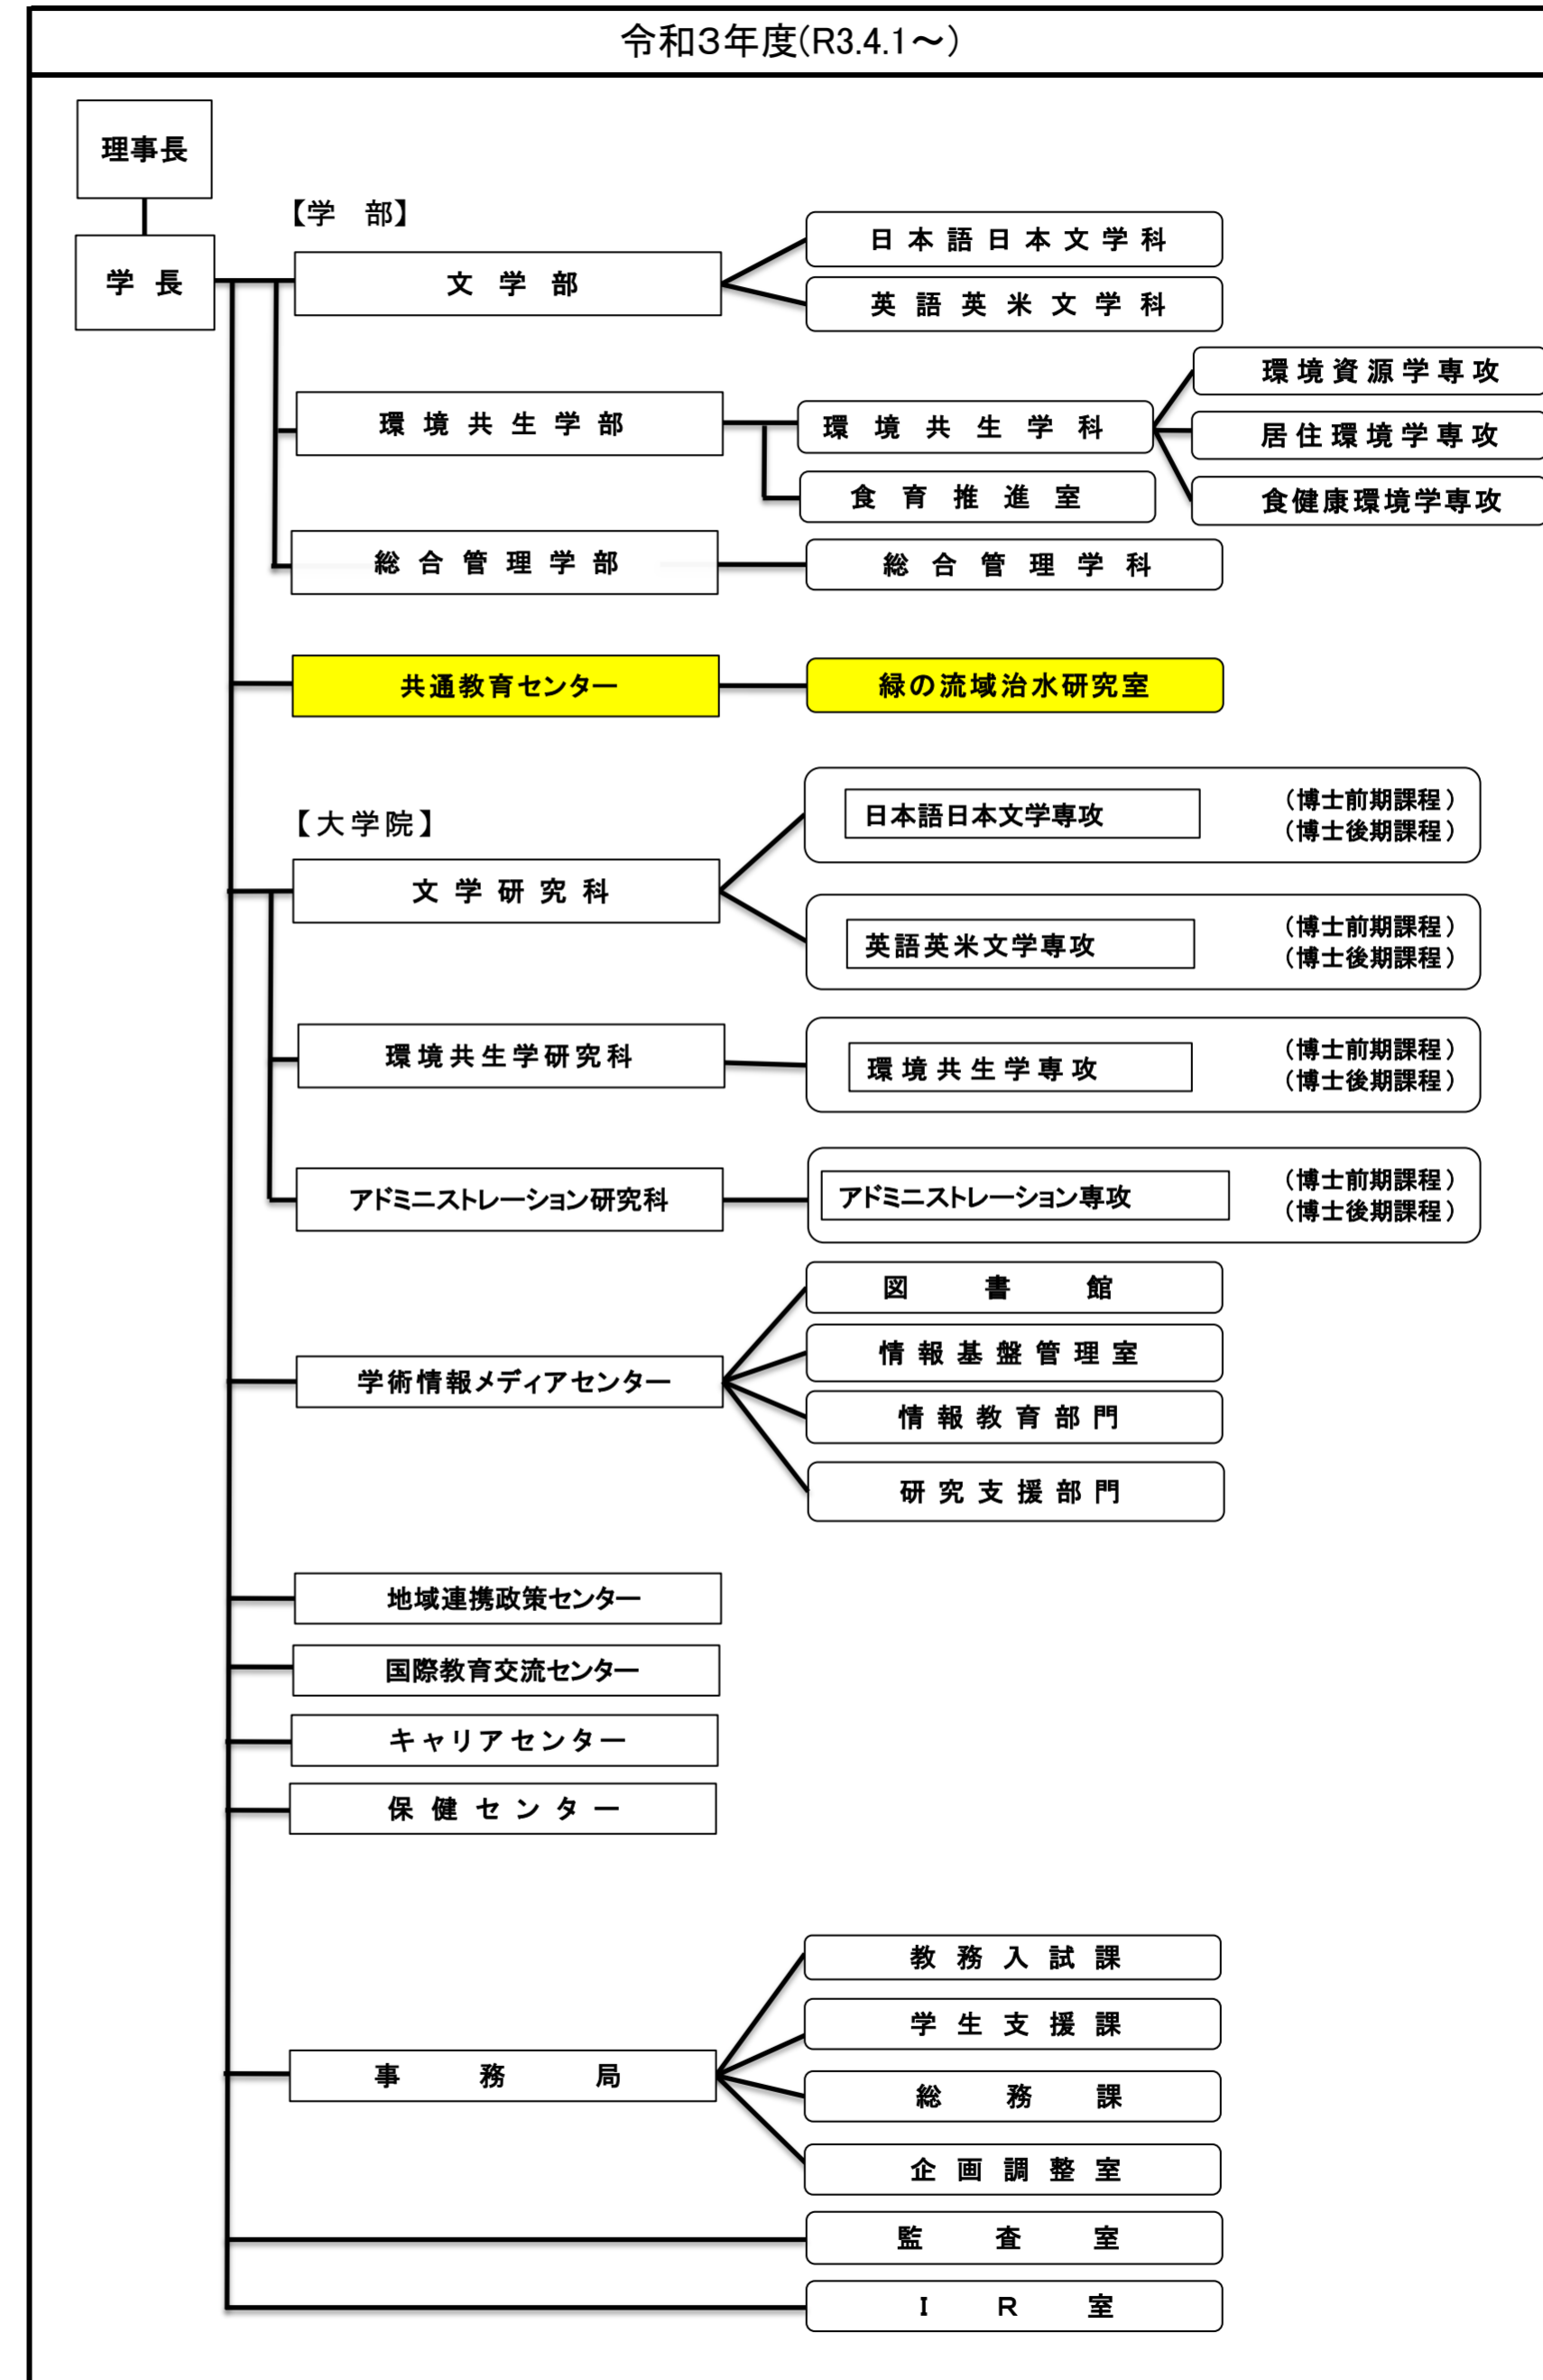 令和3年度(R3.4.1～)
理事長
学長
【学　部】
文学部
日本語日本文学科
英語英米文学科
環境共生学部
環境共生学科
食育推進室
環境資源学専攻
居住環境学専攻
食健康環境学専攻
総合管理学部
総合管理学科
共通教育センター
緑の流域治水研究室
【大学院】
文学研究科
日本語日本文学専攻
（博士前期課程）
（博士後期課程）
英語英米文学専攻
（博士前期課程）
（博士後期課程）
環境共生学研究科
環境共生学専攻
（博士前期課程）
（博士後期課程）
アドミニストレーション研究科
アドミニストレーション専攻
（博士前期課程）
（博士後期課程）
学術情報メディアセンター
図書館
情報基盤管理室
情報教育部門
研究支援部門
地域連携政策センター
国際教育交流センター
キャリアセンター
保健センター
事務局
教務入試課
学生支援課
総務課
企画調整室
監査室
ＩＲ室